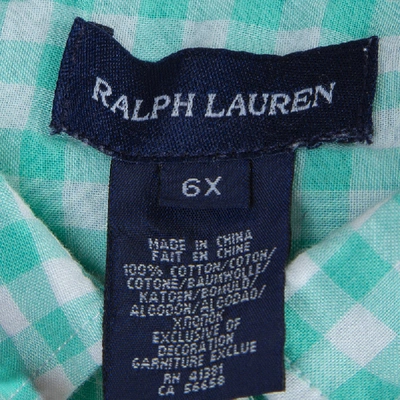 RALPH LAUREN
6X
MADE IN CHINA
FAIT EN CHINE
100% COTTON/COTON/
COTONE/BAUMWOLLE/
KATOEN/BOMULD/
ALGODON/ALGODAO/
ΧΛΟΠΟΚ
EXCLUSIVE OF
DECORATION
GARNITURE EXCLUE
RN 41381
CA 56658